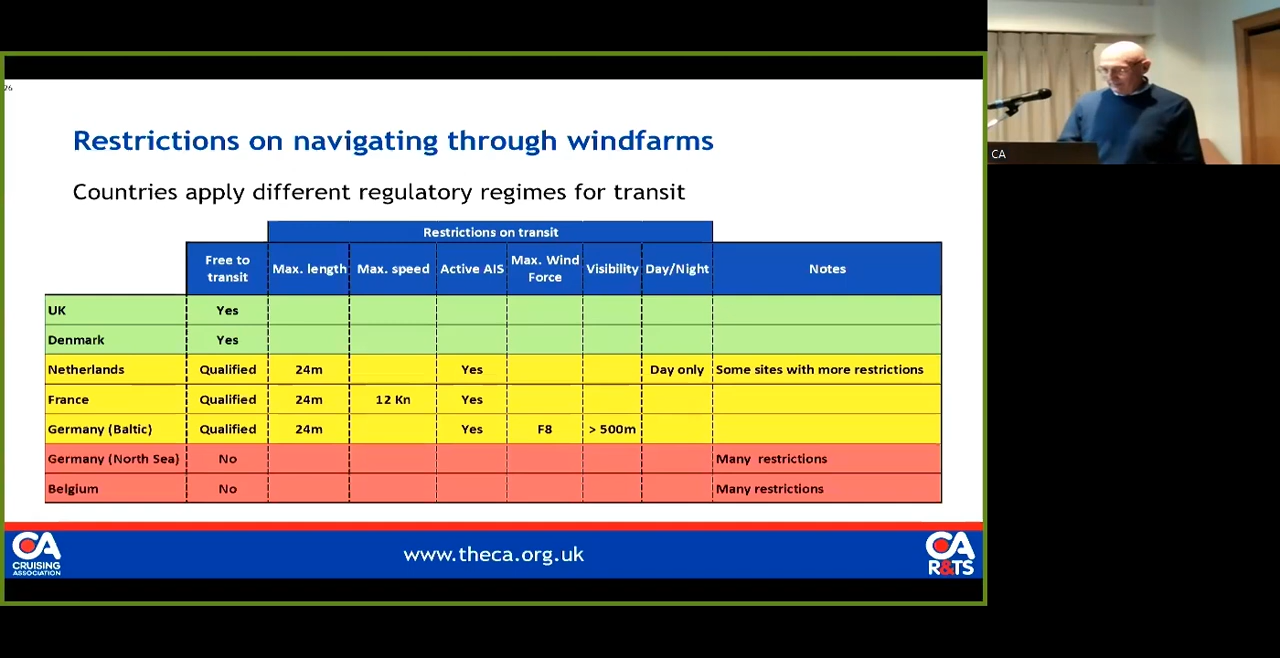 26
Restrictions on navigating through windfarms
Countries apply different regulatory regimes for transit
Restrictions on transit
Free to transit Max. length Max. speed Active AIS Max. Wind Force Visibility Day/Night Notes
UK Yes
Denmark Yes
Netherlands Qualified 24m Yes Day only Some sites with more restrictions
France Qualified 24m 12 Kn Yes
Germany (Baltic) Qualified 24m Yes F8 > 500m
Germany (North Sea) No Many restrictions
Belgium No Many restrictions
CA
CRUISING
ASSOCIATION
www.theca.org.uk
CA
R&TS
CA